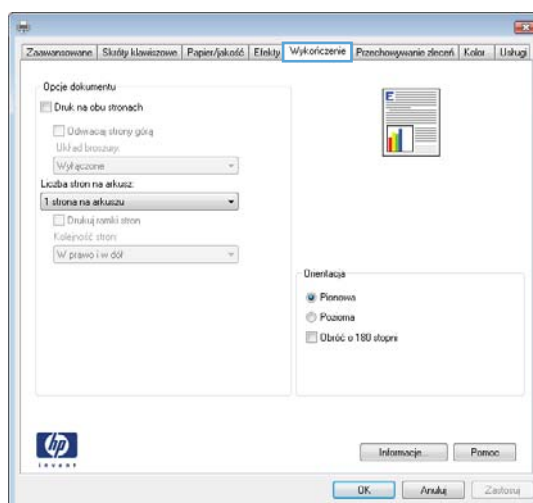 Zaawansowane Skróty klawiszowe Papier/jakość Efekty Wykończenie Przechowywanie zleceń Kolor Usługi
Opcje dokumentu
Druk na obu stronach
Odwracaj strony górą
Układ broszury:
Wyłączone
Liczba stron na arkusz:
1 strona na arkuszu
Drukuj ramki stron
Kolejność stron:
W prawo i w dół
E
Orientacja
Pionowa
Pozioma
Obróć o 180 stopni
hp
invent
Informacje... Pomoc
OK Anuluj Zastosuj